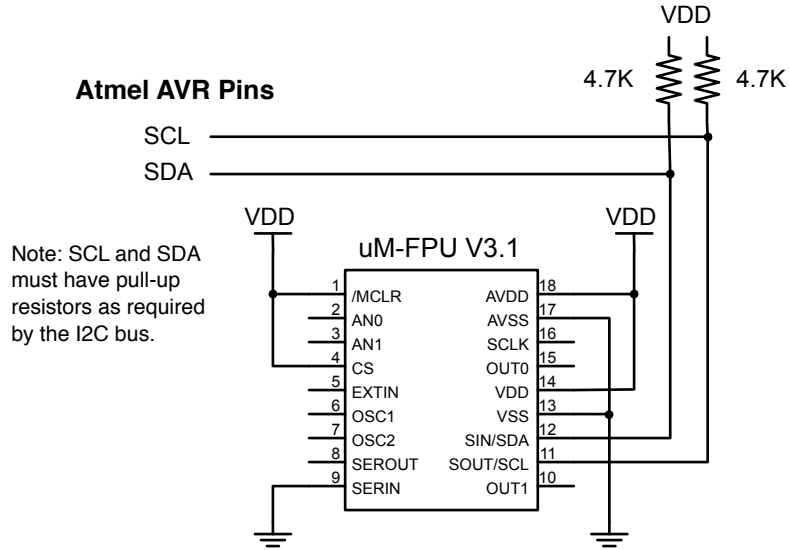 VDD
4.7K 4.7K
Atmel AVR Pins
SCL
SDA
VDD VDD
Note: SCL and SDA
must have pull-up
resistors as required
by the I2C bus.
uM-FPU V3.1
1 /MCLR AVDD 18
2 AN0 AVSS 17
3 AN1 SCLK 16
4 CS OUT0 15
5 EXTIN VDD 14
6 OSC1 VSS 13
7 OSC2 SIN/SDA 12
8 SEROUT SOUT/SCL 11
9 SERIN OUT1 10